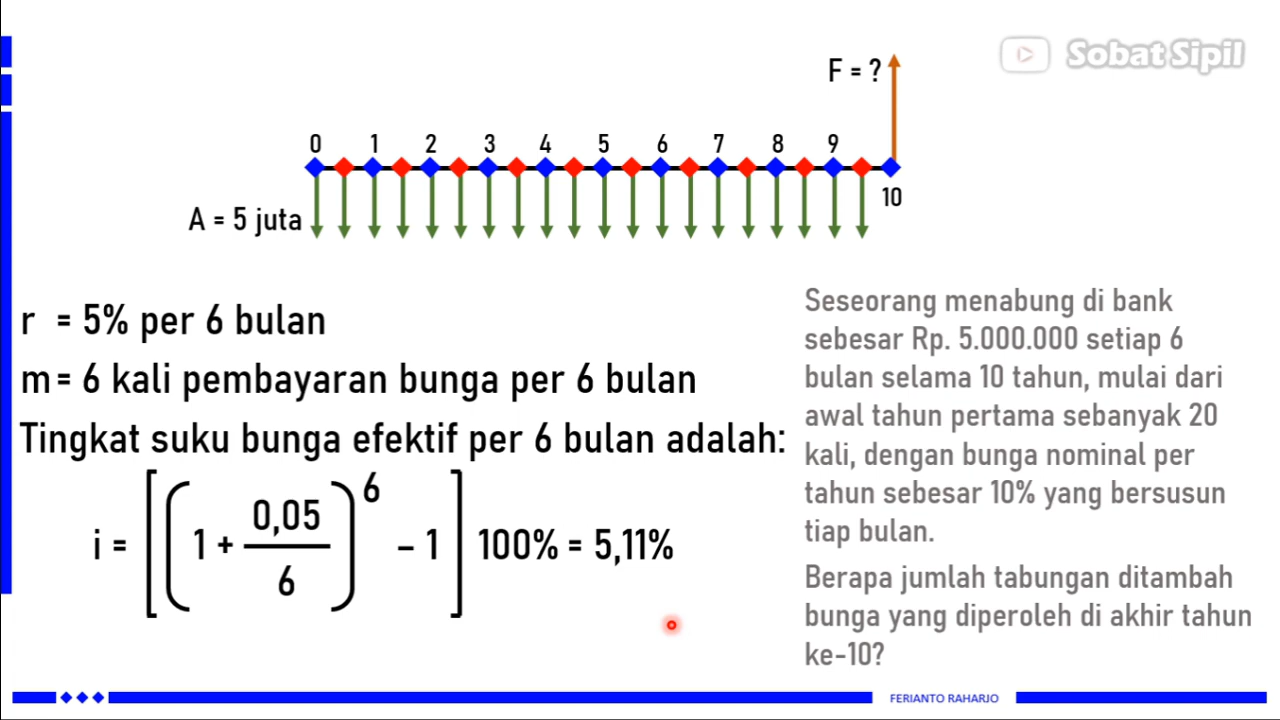 Sobat Sipil
F = ?
0 1 2 3 4 5 6 7 8 9
10
A = 5 juta
r = 5% per 6 bulan
m = 6 kali pembayaran bunga per 6 bulan
Tingkat suku bunga efektif per 6 bulan adalah:
i = [(1 + 0,05/6)^6 – 1] 100% = 5,11%
Seseorang menabung di bank
sebesar Rp. 5.000.000 setiap 6
bulan selama 10 tahun, mulai dari
awal tahun pertama sebanyak 20
kali, dengan bunga nominal per
tahun sebesar 10% yang bersusun
tiap bulan.
Berapa jumlah tabungan ditambah
bunga yang diperoleh di akhir tahun
ke-10?
FERIANTO RAHARJO